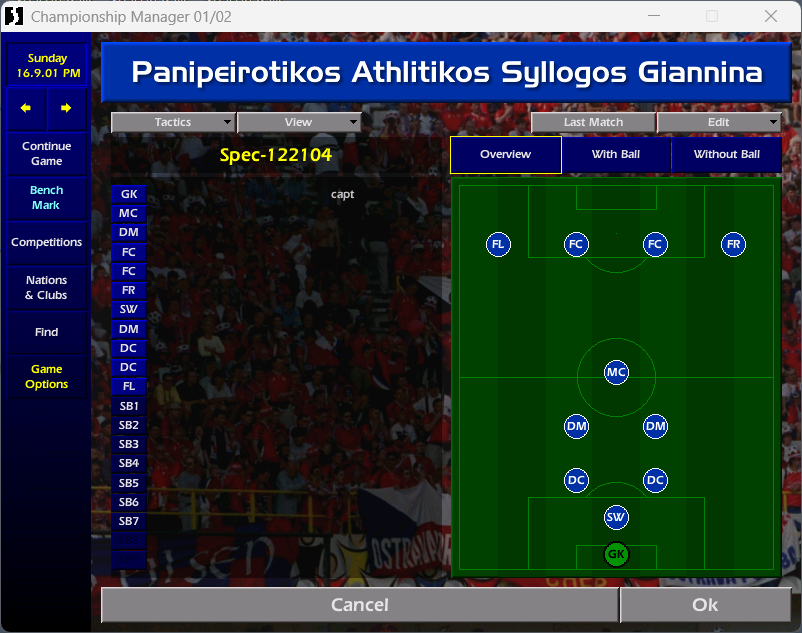 Championship Manager 01/02
Sunday
16.9.01 PM
Continue
Game
Bench
Mark
Competitions
Nations
& Clubs
Find
Game
Options
Panipeirotikos Athlitikos Syllogos Giannina
Tactics
View
Last Match
Edit
Spec-122104
Overview
With Ball
Without Ball
GK capt
MC
DM
FC
FC
FR
SW
DM
DC
DC
FL
SB1
SB2
SB3
SB4
SB5
SB6
SB7
FL FC FC FR
MC
DM DM
DC DC
SW
GK
Cancel
Ok